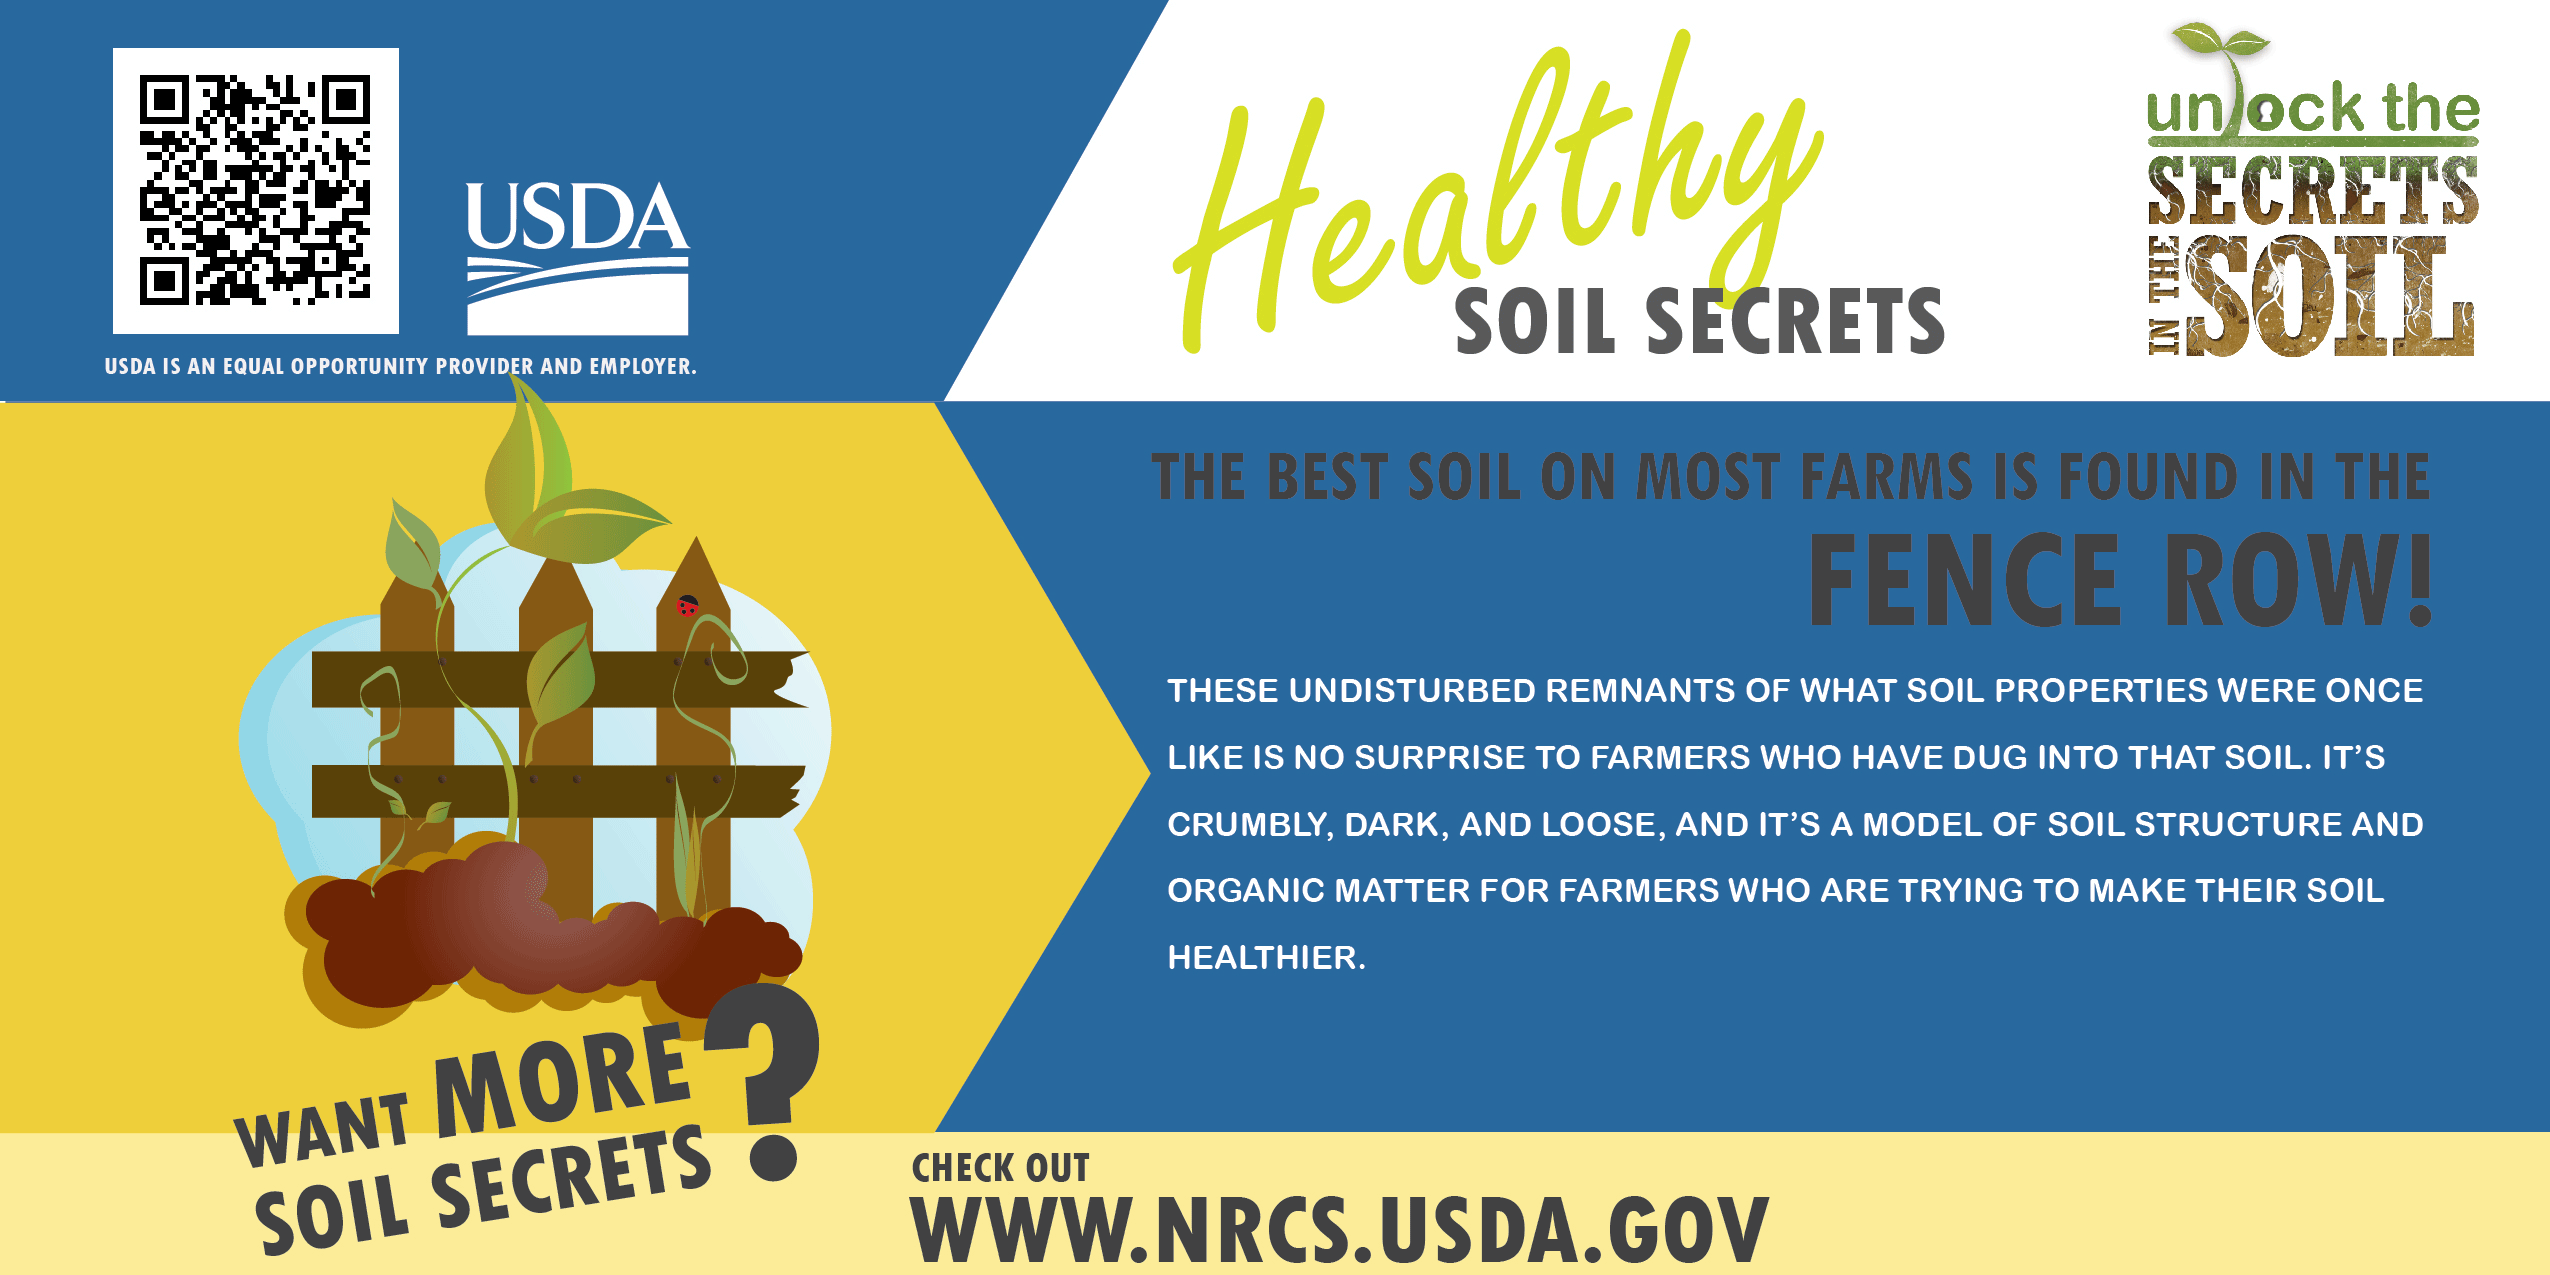 USDA
USDA IS AN EQUAL OPPORTUNITY PROVIDER AND EMPLOYER.
Healthy
SOIL SECRETS
unlock the
SECRETS
IN THE
SOIL
THE BEST SOIL ON MOST FARMS IS FOUND IN THE
FENCE ROW!
THESE UNDISTURBED REMNANTS OF WHAT SOIL PROPERTIES WERE ONCE
LIKE IS NO SURPRISE TO FARMERS WHO HAVE DUG INTO THAT SOIL. IT’S
CRUMBLY, DARK, AND LOOSE, AND IT’S A MODEL OF SOIL STRUCTURE AND
ORGANIC MATTER FOR FARMERS WHO ARE TRYING TO MAKE THEIR SOIL
HEALTHIER.
WANT MORE
SOIL SECRETS?
CHECK OUT
WWW.NRCS.USDA.GOV